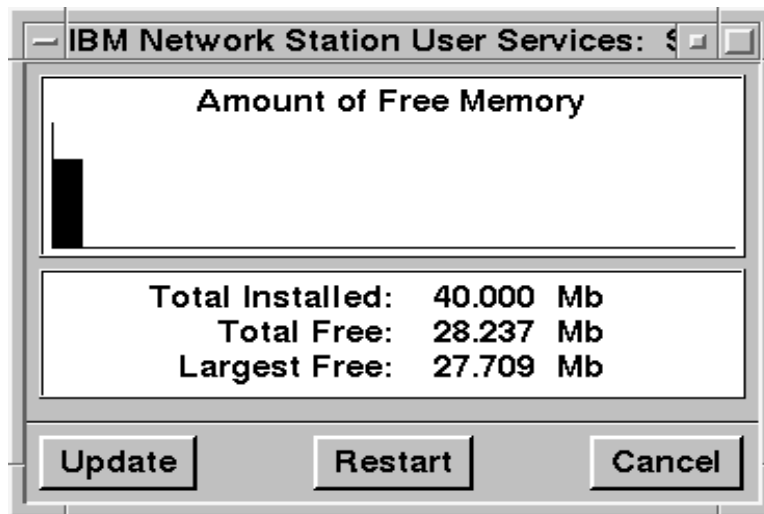 IBM Network Station User Services:
Amount of Free Memory
Total Installed: 40.000 Mb
Total Free: 28.237 Mb
Largest Free: 27.709 Mb
Update Restart Cancel